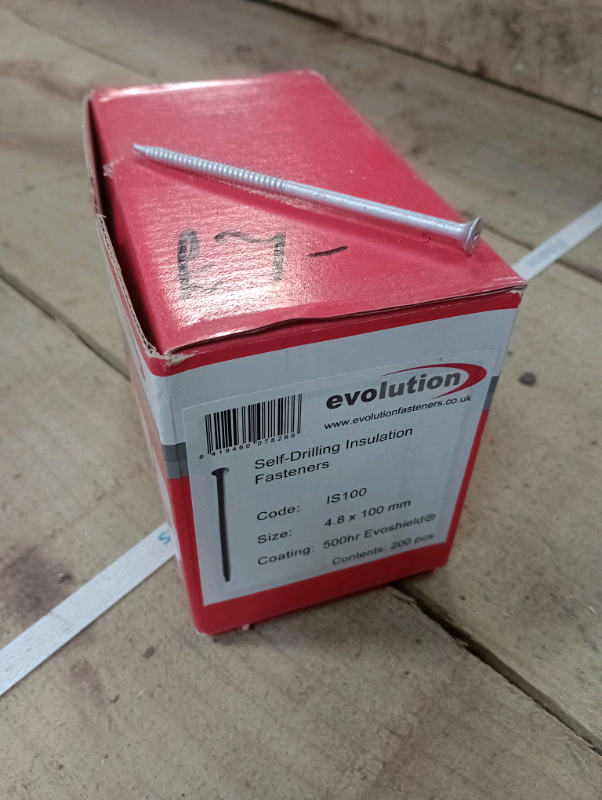 evolution
www.evolutionfasteners.co.uk
Self-Drilling Insulation
Fasteners
Code: IS100
Size: 4.8 x 100 mm
Coating: 500hr Evoshield®
Contents: 200 pcs